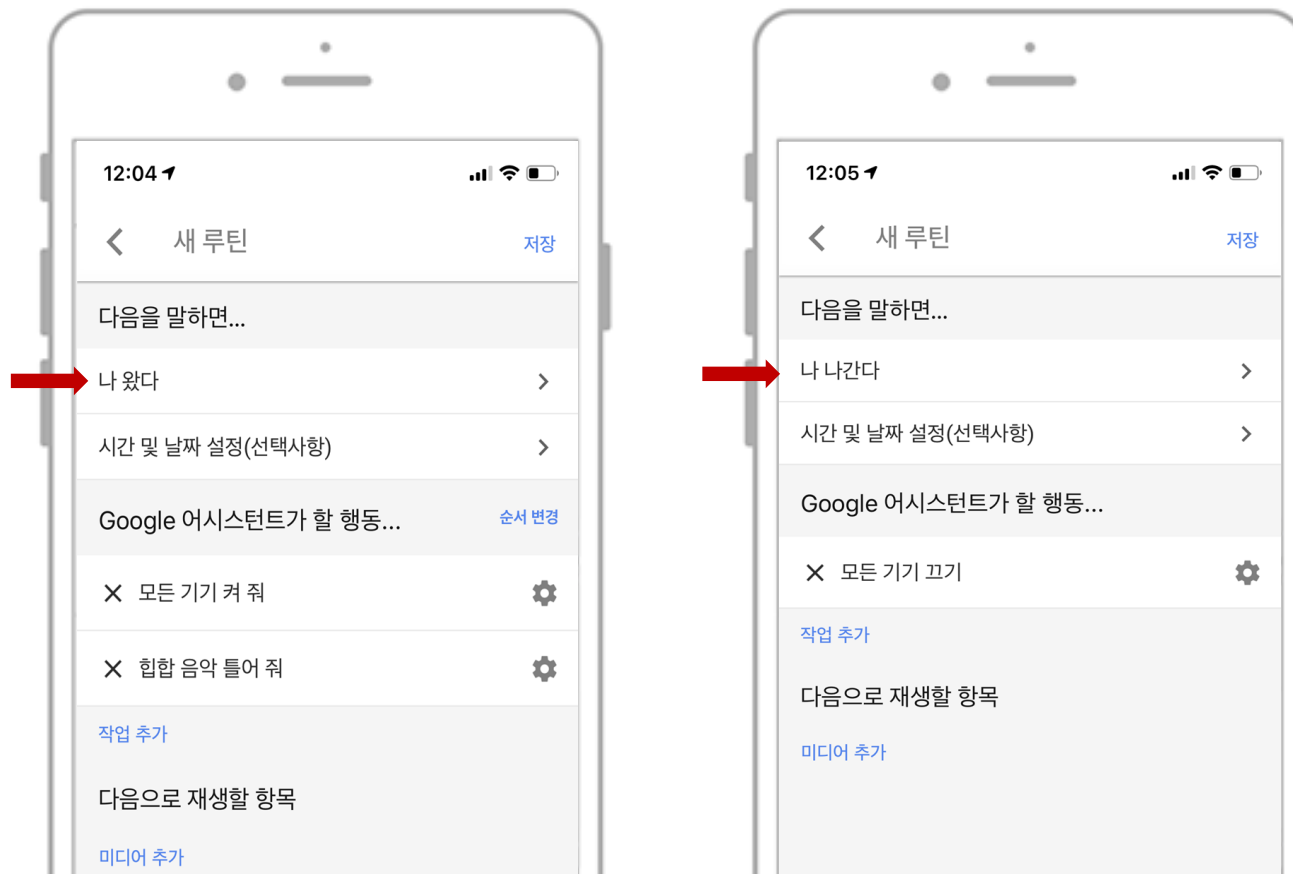 12:04
새 루틴 저장
다음을 말하면...
나 왔다
시간 및 날짜 설정(선택사항)
Google 어시스턴트가 할 행동... 순서 변경
모든 기기 켜 줘
힙합 음악 틀어 줘
작업 추가
다음으로 재생할 항목
미디어 추가
12:05
새 루틴 저장
다음을 말하면...
나 나간다
시간 및 날짜 설정(선택사항)
Google 어시스턴트가 할 행동...
모든 기기 끄기
작업 추가
다음으로 재생할 항목
미디어 추가